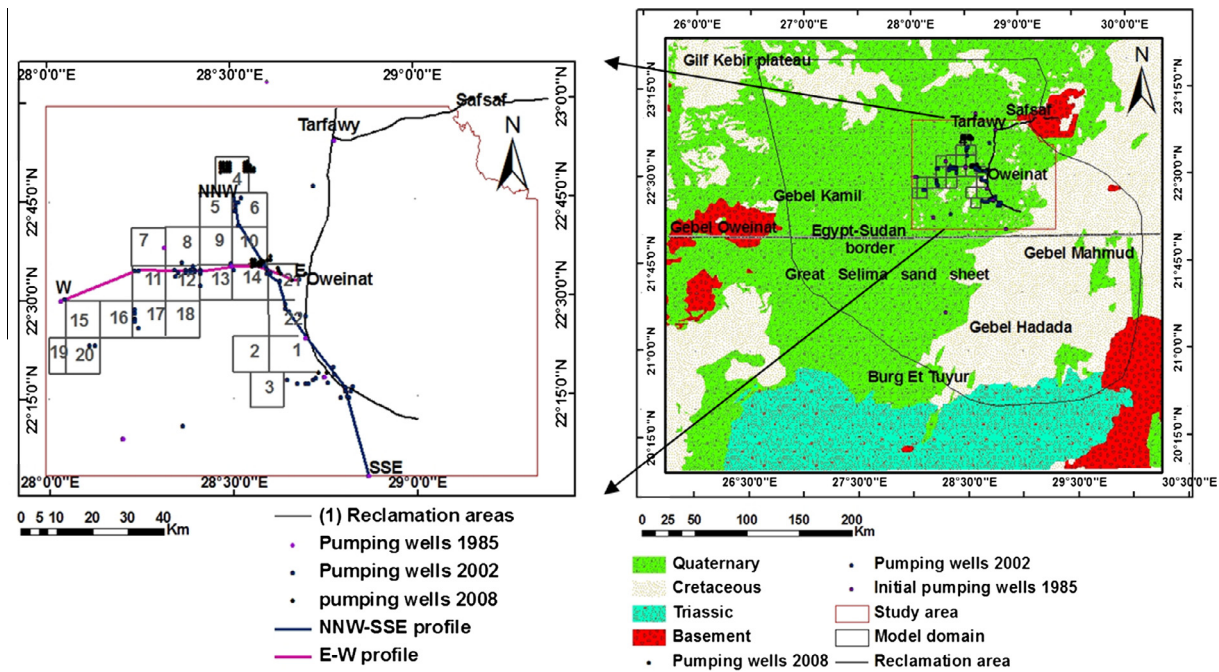 28°0'0"E 28°30'0"E 29°0'0"E
23°0'0"N
22°45'0"N
22°30'0"N
22°15'0"N
23°0'0"N
22°45'0"N
22°30'0"N
22°15'0"N
28°0'0"E 28°30'0"E 29°0'0"E
Safsaf
Tarfawy
N
4
NNW
5 6
7 8 9 10
E
Oweinat
W
11 12 13 14 21
15 16 17 18 22
19 20
2 1
3
SSE
0 5 10 20 30 40
Km
(1) Reclamation areas
Pumping wells 1985
Pumping wells 2002
pumping wells 2008
NNW-SSE profile
E-W profile
26°0'0"E 27°0'0"E 28°0'0"E 29°0'0"E 30°0'0"E
23°15'0"N
22°30'0"N
21°45'0"N
21°0'0"N
20°15'0"N
23°15'0"N
22°30'0"N
21°45'0"N
21°0'0"N
20°15'0"N
26°30'0"E 27°30'0"E 28°30'0"E 29°30'0"E 30°30'0"E
Gilf Kebir plateau
N
Safsaf
Tarfawy
Oweinat
Gebel Kamil
Gebel Oweinat
Egypt-Sudan
border
Gebel Mahmud
Great Selima sand sheet
Gebel Hadada
Burg Et Tuyur
0 25 50 100 150 200
Km
Quaternary
Cretaceous
Triassic
Basement
Pumping wells 2008
Pumping wells 2002
Initial pumping wells 1985
Study area
Model domain
Reclamation area